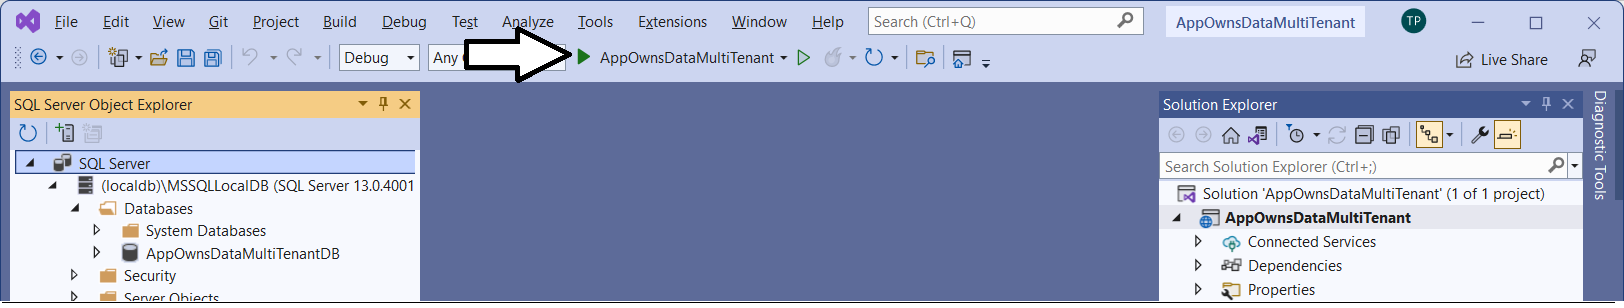 File Edit View Git Project Build Debug Test Analyze Tools Extensions Window Help Search (Ctrl+Q) AppOwnsDataMultiTenant TP
Debug Any AppOwnsDataMultiTenant Live Share
SQL Server Object Explorer
SQL Server
(localdb)\MSSQLLocalDB (SQL Server 13.0.4001
Databases
System Databases
AppOwnsDataMultiTenantDB
Security
Server Objects
Solution Explorer
Search Solution Explorer (Ctrl+;)
Solution 'AppOwnsDataMultiTenant' (1 of 1 project)
AppOwnsDataMultiTenant
Connected Services
Dependencies
Properties
Diagnostic Tools